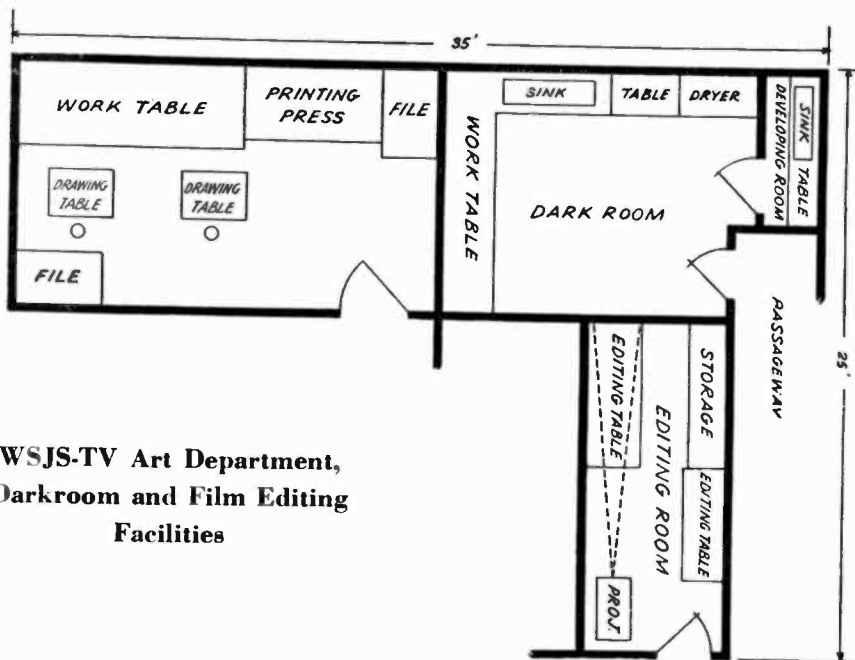 35'
WORK TABLE
PRINTING
PRESS
FILE
DRAWING
TABLE
DRAWING
TABLE
FILE
WORK TABLE
SINK
TABLE
DRYER
DARK ROOM
DEVELOPING ROOM
SINK
TABLE
PASSAGEWAY
25'
EDITING TABLE
STORAGE
EDITING ROOM
EDITING TABLE
PROJ.
WSJS-TV Art Department,
Darkroom and Film Editing
Facilities